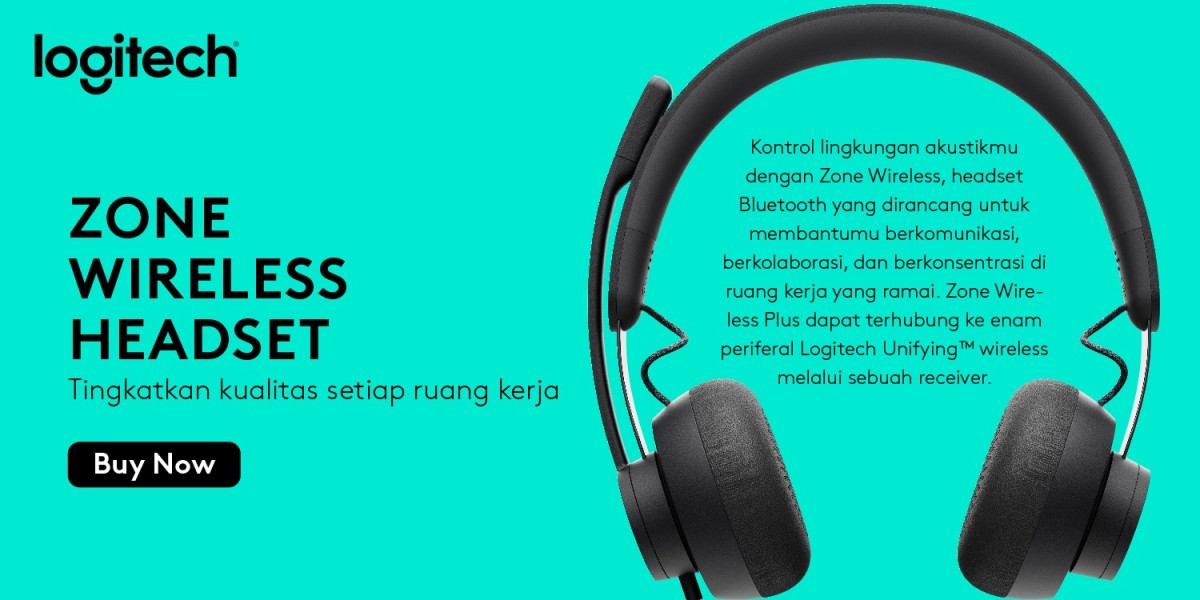 logitech®
ZONE
WIRELESS
HEADSET
Tingkatkan kualitas setiap ruang kerja
Buy Now
Kontrol lingkungan akustikmu
dengan Zone Wireless, headset
Bluetooth yang dirancang untuk
membantumu berkomunikasi,
berkolaborasi, dan berkonsentrasi di
ruang kerja yang ramai. Zone Wire-
less Plus dapat terhubung ke enam
periferal Logitech Unifying™ wireless
melalui sebuah receiver.